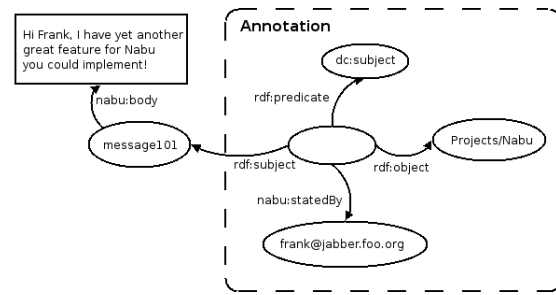 Hi Frank, I have yet another
great feature for Nabu
you could implement!
nabu:body
message101
Annotation
dc:subject
rdf:predicate
Projects/Nabu
rdf:subject
rdf:object
nabu:statedBy
frank@jabber.foo.org